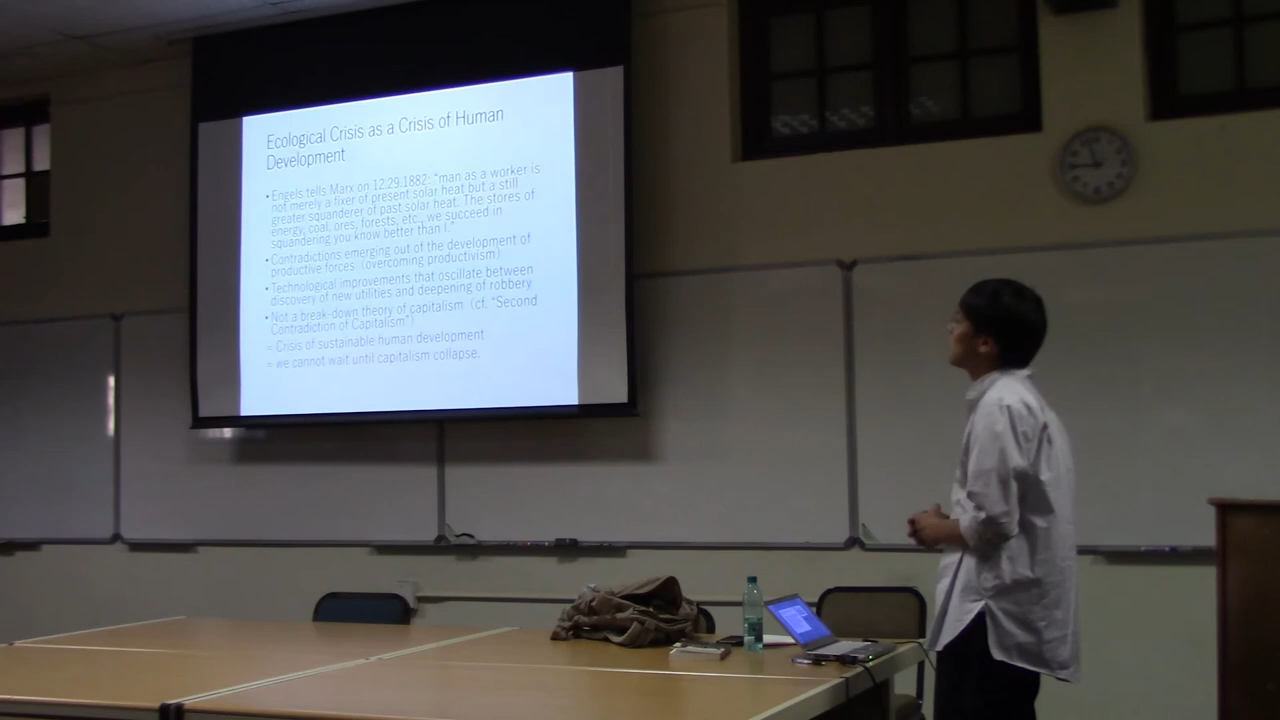 Ecological Crisis as a Crisis of Human
Development
• Engels tells Marx on 12.29.1882: “man as a worker is
not merely a fixer of present solar heat but a still
greater squanderer of past solar heat. The stores of
energy, coal, ores, forests, etc., we succeed in
squandering you know better than I.”
• Contradictions emerging out of the development of
productive forces (overcoming productivism)
• Technological improvements that oscillate between
discovery of new utilities and deepening of robbery
• Not a break-down theory of capitalism (cf. “Second
Contradiction of Capitalism”)
= Crisis of sustainable human development
= we cannot wait until capitalism collapse.